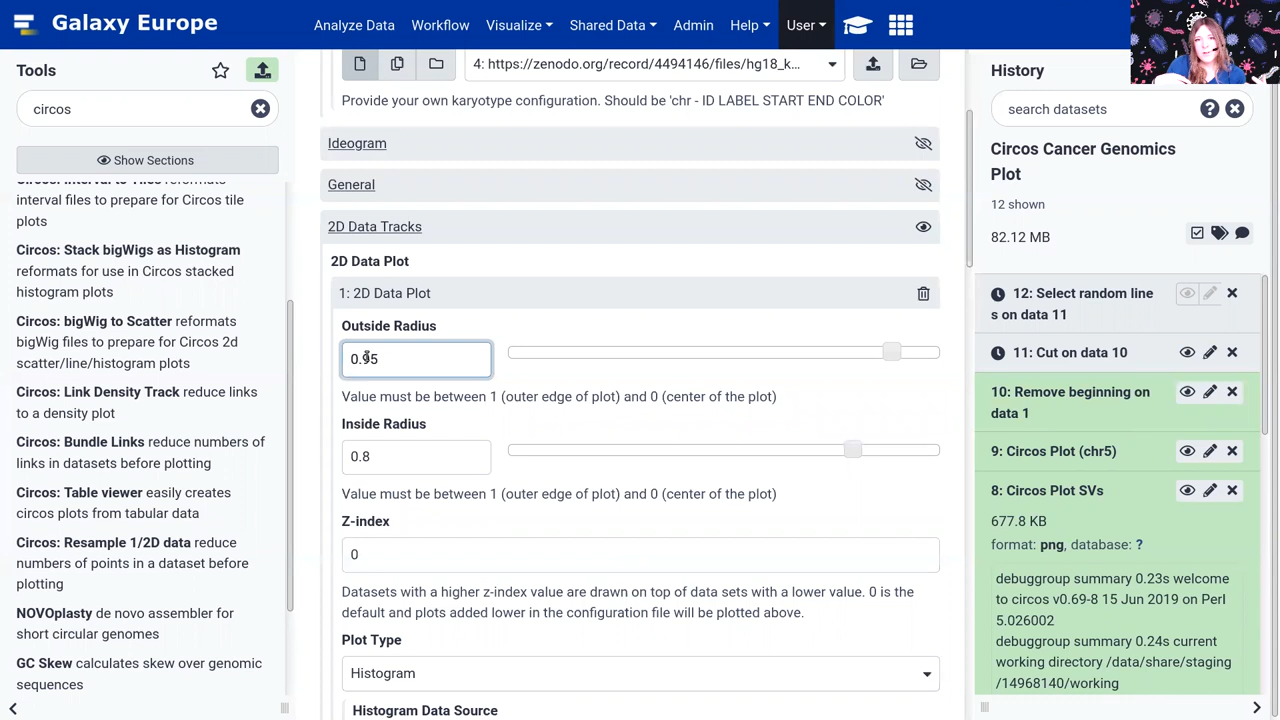 Galaxy Europe
Analyze Data Workflow Visualize Shared Data Admin Help User
Tools
circos
Show Sections
Circos: Interval to Tiles reformats
interval files to prepare for Circos tile
plots
Circos: Stack bigWigs as Histogram
reformats for use in Circos stacked
histogram plots
Circos: bigWig to Scatter reformats
bigWig files to prepare for Circos 2d
scatter/line/histogram plots
Circos: Link Density Track reduce links
to a density plot
Circos: Bundle Links reduce numbers of
links in datasets before plotting
Circos: Table viewer easily creates
circos plots from tabular data
Circos: Resample 1/2D data reduce
numbers of points in a dataset before
plotting
NOVOplasty de novo assembler for
short circular genomes
GC Skew calculates skew over genomic
sequences
4: https://zenodo.org/record/4494146/files/hg18_k...
Provide your own karyotype configuration. Should be 'chr - ID LABEL START END COLOR'
Ideogram
General
2D Data Tracks
2D Data Plot
1: 2D Data Plot
Outside Radius
0.95
Value must be between 1 (outer edge of plot) and 0 (center of the plot)
Inside Radius
0.8
Value must be between 1 (outer edge of plot) and 0 (center of the plot)
Z-index
0
Datasets with a higher z-index value are drawn on top of data sets with a lower value. 0 is the
default and plots added lower in the configuration file will be plotted above.
Plot Type
Histogram
Histogram Data Source
History
search datasets
Circos Cancer Genomics
Plot
12 shown
82.12 MB
12: Select random line
s on data 11
11: Cut on data 10
10: Remove beginning on
data 1
9: Circos Plot (chr5)
8: Circos Plot SVs
677.8 KB
format: png, database: ?
debuggroup summary 0.23s welcome
to circos v0.69-8 15 Jun 2019 on Perl
5.026002
debuggroup summary 0.24s current
working directory /data/share/staging
/14968140/working